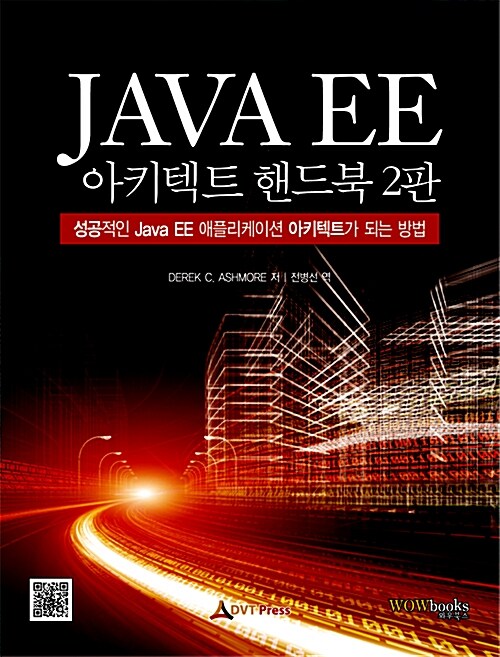 JAVA EE
아키텍트 핸드북 2판
성공적인 Java EE 애플리케이션 아키텍트가 되는 방법
DEREK C. ASHMORE 저 | 전병선 역
DVT Press
WOWbooks
와우북스